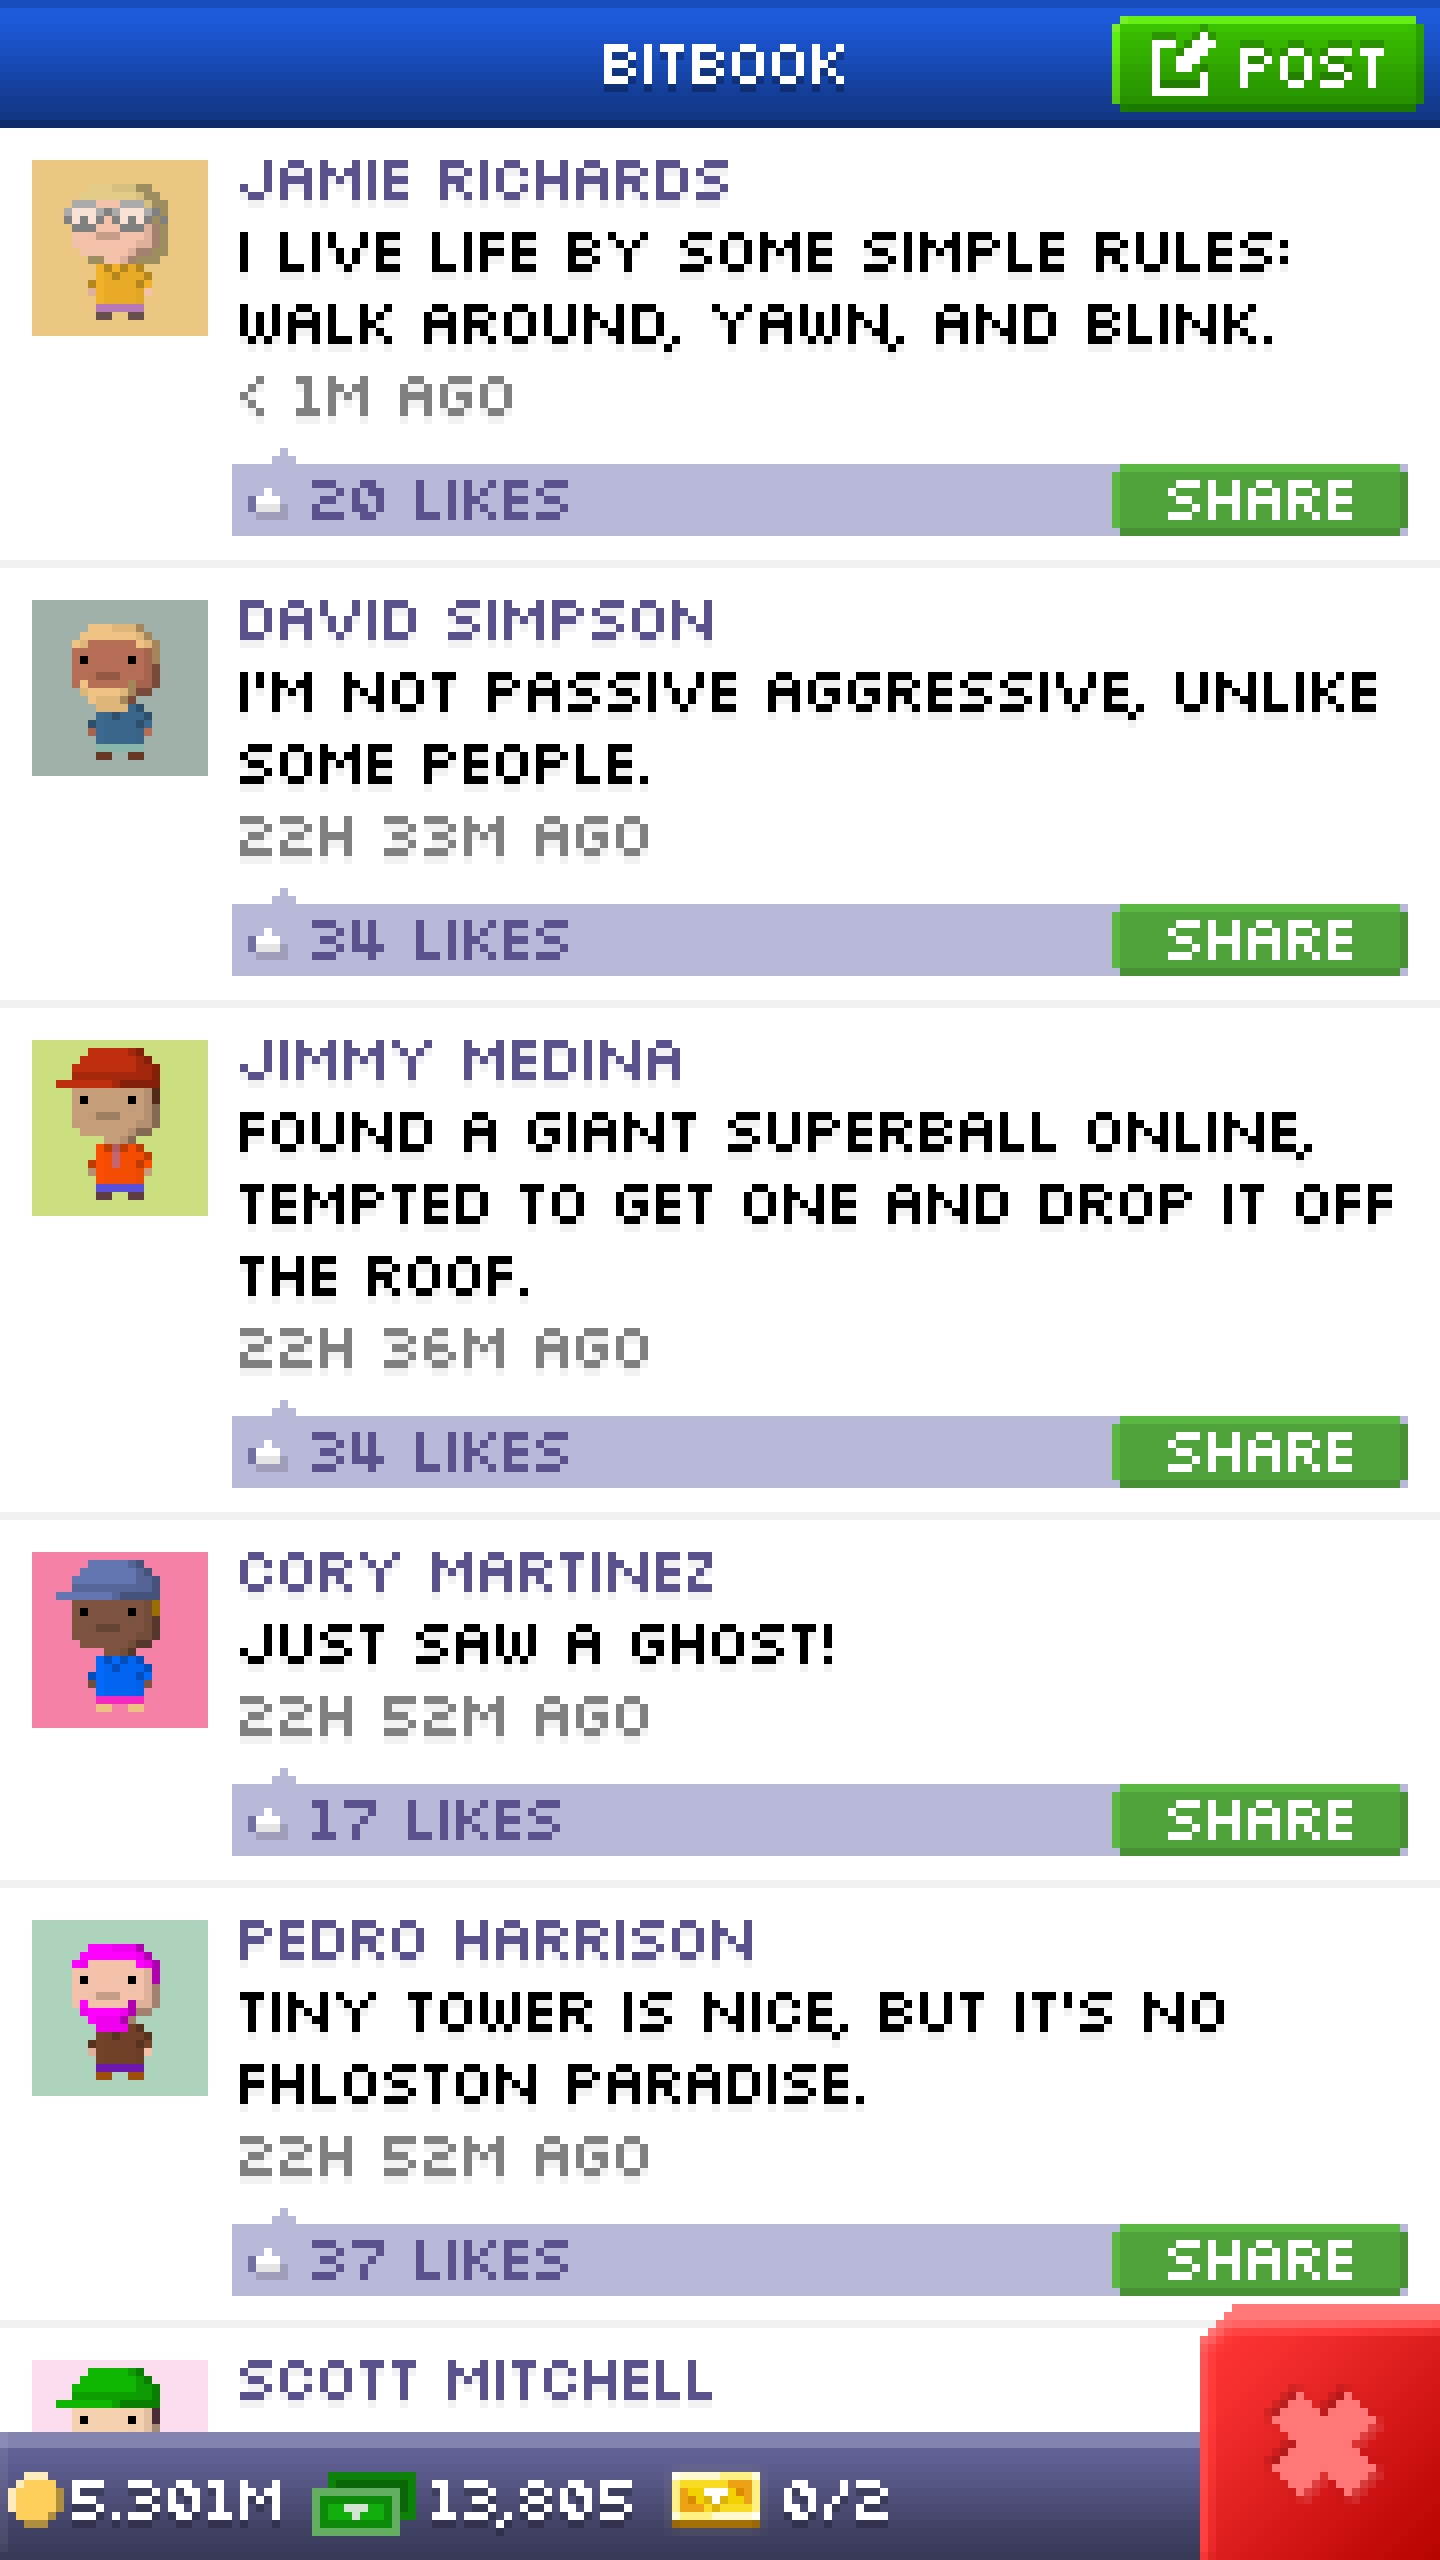 BITBOOK
POST
JAMIE RICHARDS
I LIVE LIFE BY SOME SIMPLE RULES:
WALK AROUND, YAWN, AND BLINK.
< 1M AGO
20 LIKES
SHARE
DAVID SIMPSON
I'M NOT PASSIVE AGGRESSIVE, UNLIKE
SOME PEOPLE.
22H 33M AGO
34 LIKES
SHARE
JIMMY MEDINA
FOUND A GIANT SUPERBALL ONLINE,
TEMPTED TO GET ONE AND DROP IT OFF
THE ROOF.
22H 36M AGO
34 LIKES
SHARE
CORY MARTINEZ
JUST SAW A GHOST!
22H 52M AGO
17 LIKES
SHARE
PEDRO HARRISON
TINY TOWER IS NICE, BUT IT'S NO
FHLOSTON PARADISE.
22H 52M AGO
37 LIKES
SHARE
SCOTT MITCHELL
5.301M 13,805 0/2